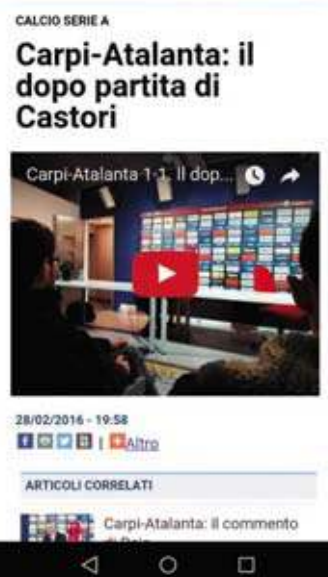 CALCIO SERIE A
Carpi-Atalanta: il
dopo partita di
Castori
Carpi-Atalanta 1-1. Il dop...
28/02/2016 - 19:58
| Altro
ARTICOLI CORRELATI
Carpi-Atalanta: il commento